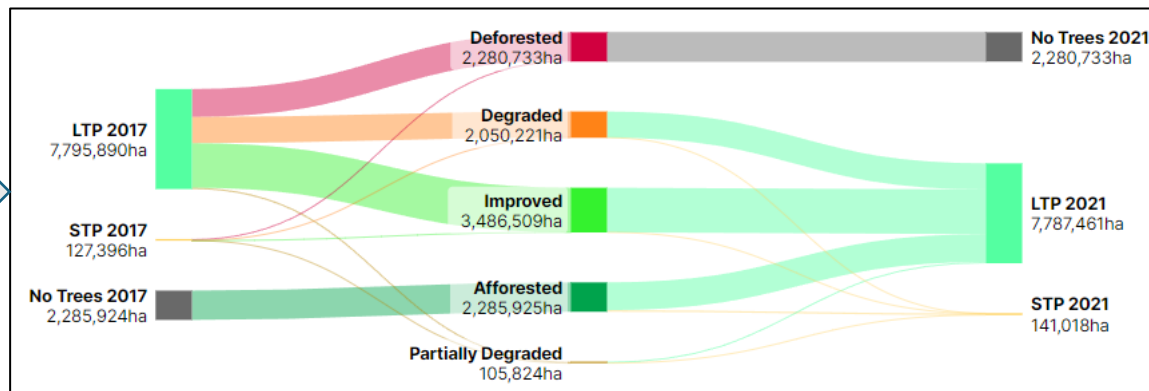 LTP 2017
7,795,890ha
STP 2017
127,396ha
No Trees 2017
2,285,924ha
Deforested
2,280,733ha
Degraded
2,050,221ha
Improved
3,486,509ha
Afforested
2,285,925ha
Partially Degraded
105,824ha
No Trees 2021
2,280,733ha
LTP 2021
7,787,461ha
STP 2021
141,018ha